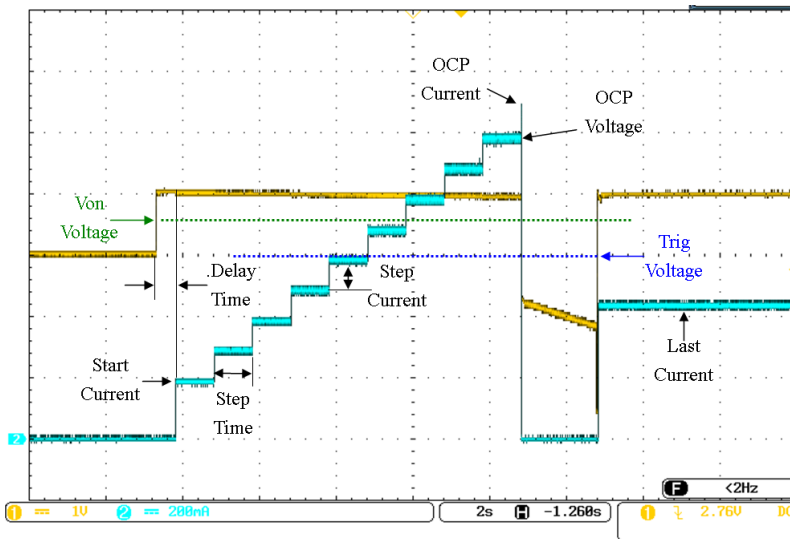 OCP
Current
OCP
Voltage
Von
Voltage
Trig
Voltage
.Delay
Time
Step
Current
Start
Current
Step
Time
Last
Current
2
F <2Hz
1 1V 2 200mA 2s H -1.260s 1 2.76V DC